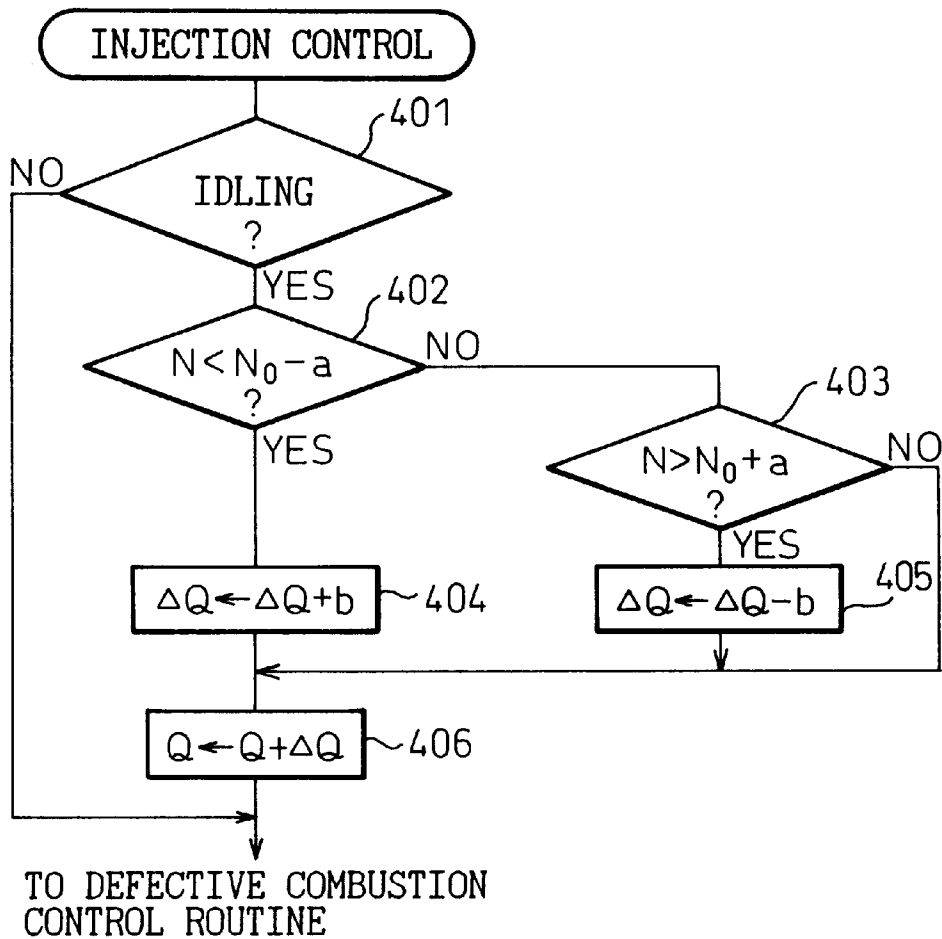 INJECTION CONTROL
401
NO
IDLING
?
YES
402
N<N₀-a
?
NO
YES
403
N>N₀+a
?
NO
YES
ΔQ←ΔQ+b
404
ΔQ←ΔQ-b
405
Q←Q+ΔQ
406
TO DEFECTIVE COMBUSTION
CONTROL ROUTINE